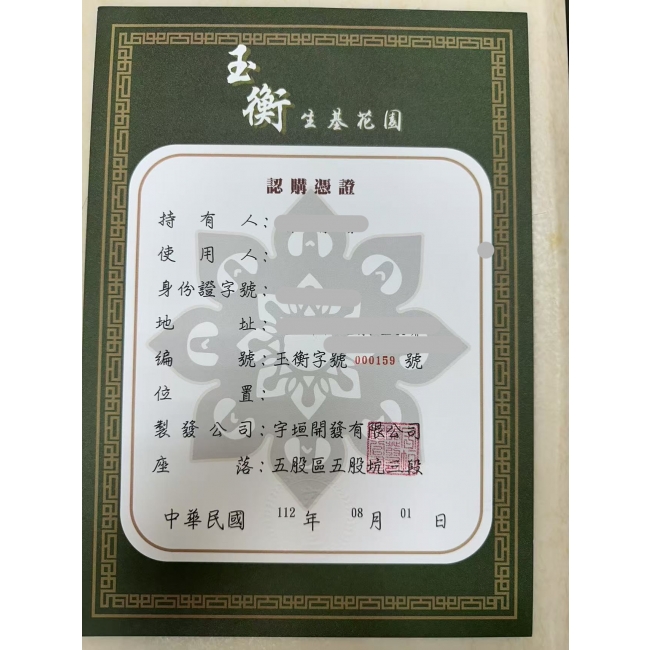 玉衡生基花園
認購憑證
持有人：
使用人：
身份證字號：
地址：
編號：玉衡字號 000159 號
位置：
製發公司：宇垣開發有限公司
座落：五股區五股坑三段
中華民國 112 年 08 月 01 日